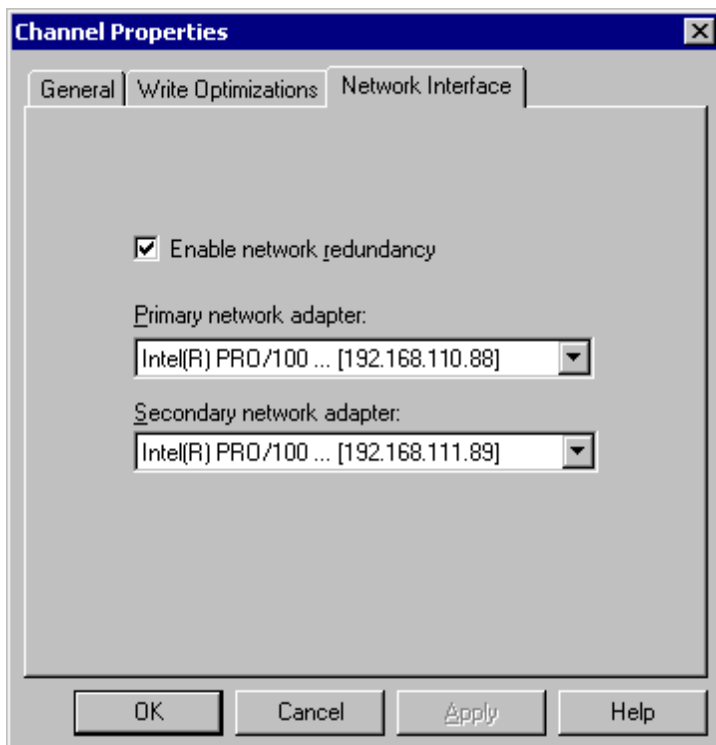 Channel Properties
General Write Optimizations Network Interface
Enable network redundancy
Primary network adapter:
Intel(R) PRO/100 ... [192.168.110.88]
Secondary network adapter:
Intel(R) PRO/100 ... [192.168.111.89]
OK Cancel Apply Help